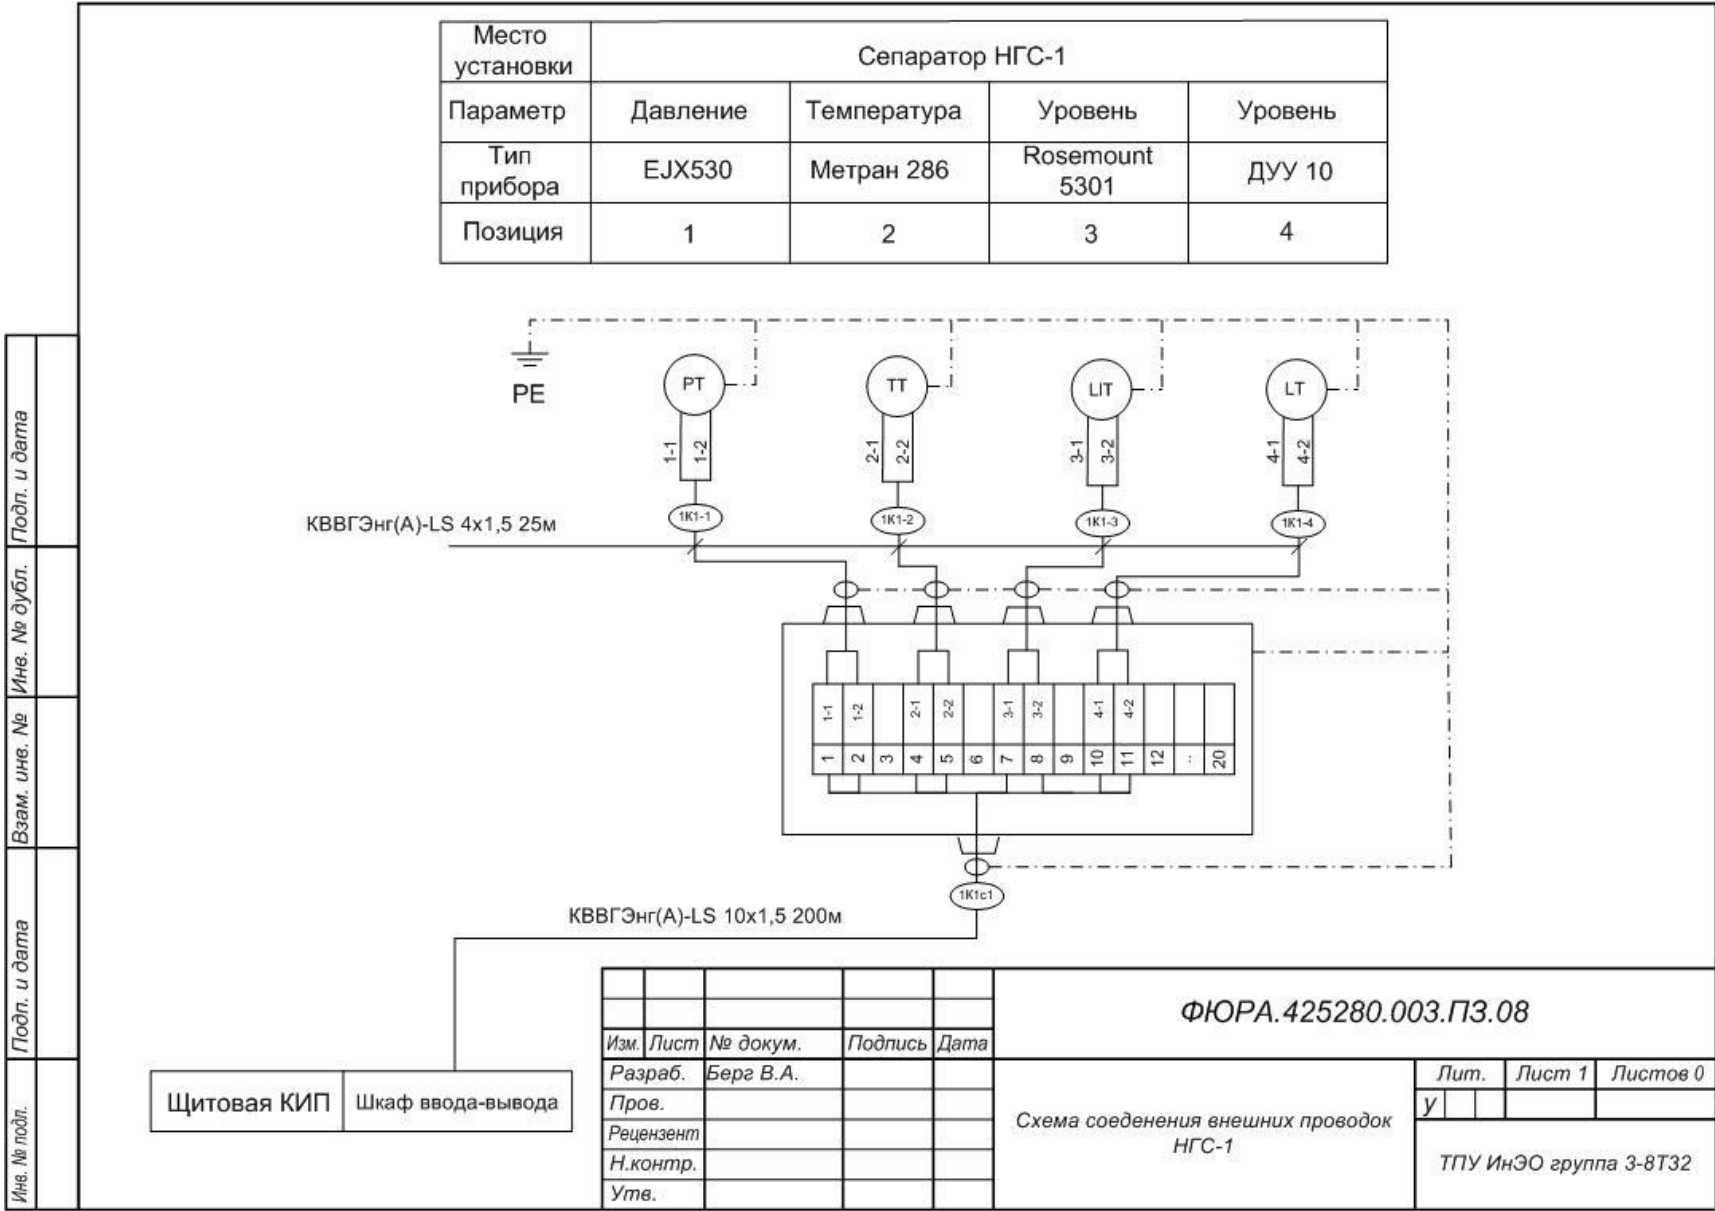 Место
установки
Сепаратор НГС-1
Параметр
Давление
Температура
Уровень
Уровень
Тип
прибора
EJX530
Метран 286
Rosemount
5301
ДУУ 10
Позиция
1
2
3
4
PE
PT
TT
LIT
LT
1-1
1-2
2-1
2-2
3-1
3-2
4-1
4-2
КВВГЭнг(А)-LS 4x1,5 25м
1К1-1
1К1-2
1К1-3
1К1-4
1-1
1-2
2-1
2-2
3-1
3-2
4-1
4-2
1
2
3
4
5
6
7
8
9
10
11
12
..
20
1К1с1
КВВГЭнг(А)-LS 10x1,5 200м
Щитовая КИП
Шкаф ввода-вывода
Подп. и дата
Инв. № дубл.
Взам. инв. №
Подп. и дата
Инв. № подл.
ФЮРА.425280.003.ПЗ.08
Изм. Лист № докум. Подпись Дата
Разраб. Берг В.А.
Пров.
Рецензент
Н.контр.
Утв.
Схема соеденения внешних проводок
НГС-1
Лит. Лист 1 Листов 0
у
ТПУ ИнЭО группа З-8Т32